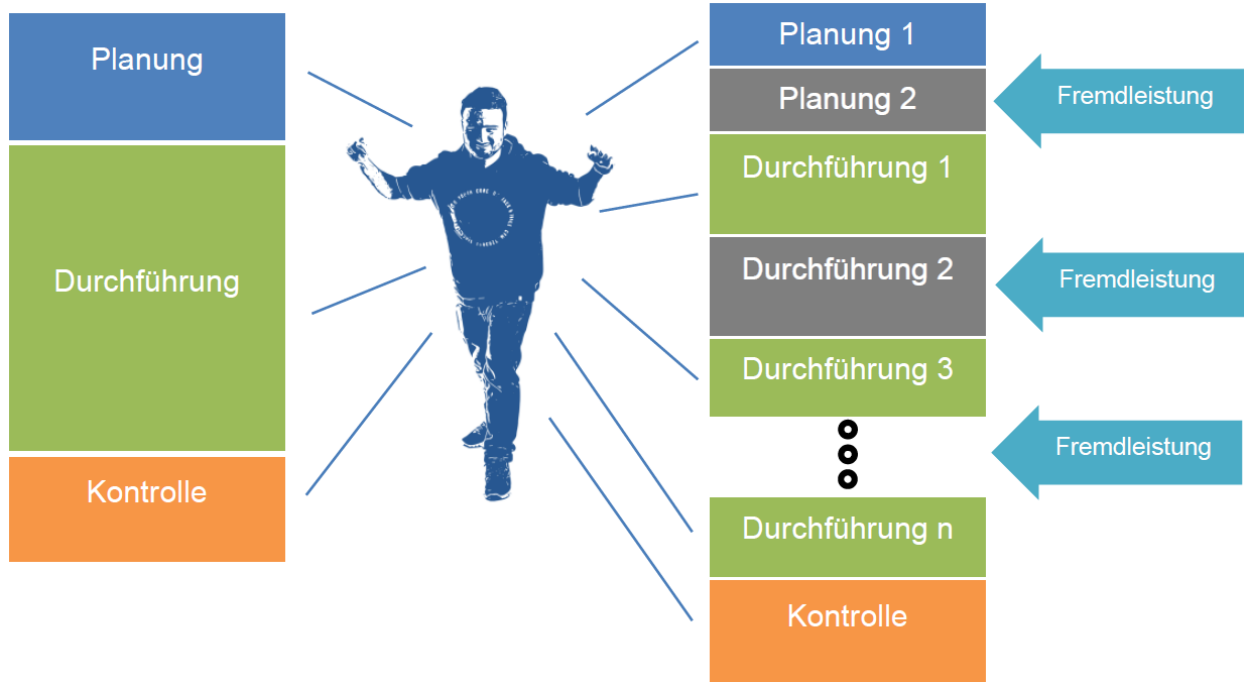 Planung
Durchführung
Kontrolle
Planung 1
Planung 2
Durchführung 1
Durchführung 2
Durchführung 3
Durchführung n
Kontrolle
Fremdleistung
Fremdleistung
Fremdleistung